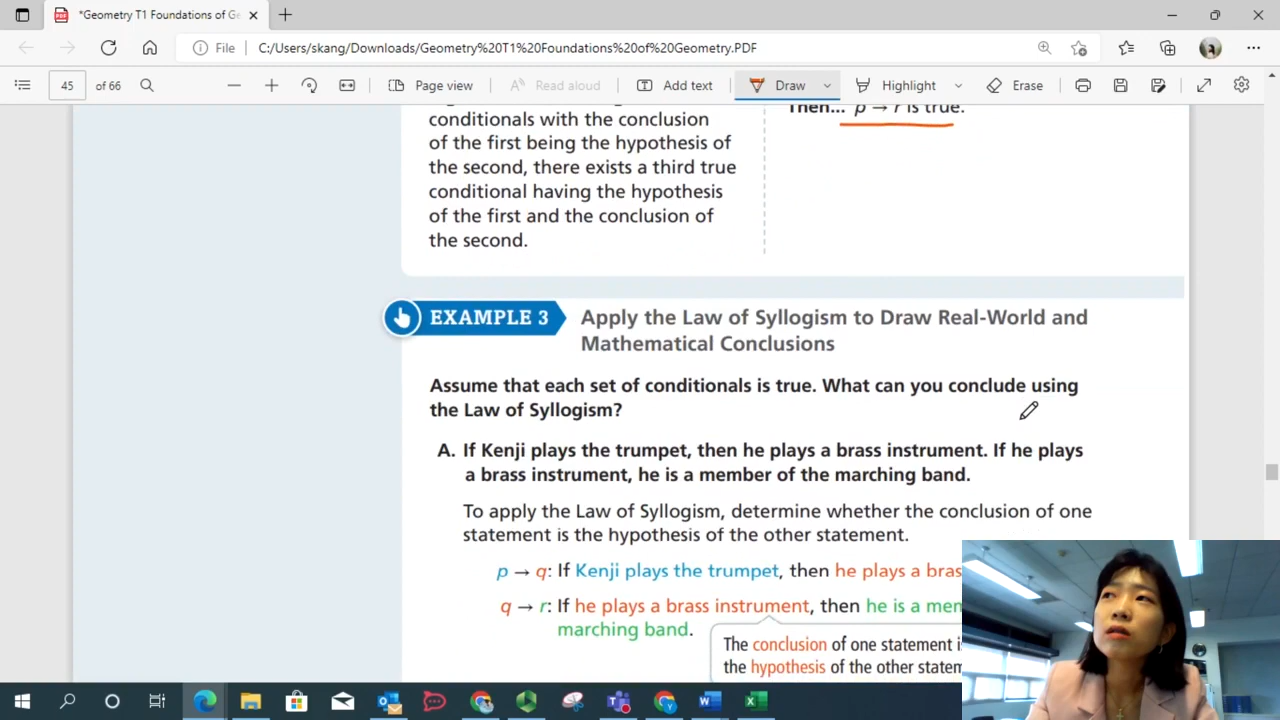 *Geometry T1 Foundations of Ge
File
C:/Users/skang/Downloads/Geometry%20T1%20Foundations%20of%20Geometry.PDF
45 of 66
Page view
Read aloud
Add text
Draw
Highlight
Erase
conditionals with the conclusion
of the first being the hypothesis of
the second, there exists a third true
conditional having the hypothesis
of the first and the conclusion of
the second.
Then... p → r is true.
EXAMPLE 3
Apply the Law of Syllogism to Draw Real-World and
Mathematical Conclusions
Assume that each set of conditionals is true. What can you conclude using
the Law of Syllogism?
A. If Kenji plays the trumpet, then he plays a brass instrument. If he plays
a brass instrument, he is a member of the marching band.
To apply the Law of Syllogism, determine whether the conclusion of one
statement is the hypothesis of the other statement.
p → q: If Kenji plays the trumpet, then he plays a bras
q → r: If he plays a brass instrument, then he is a mem
marching band.
The conclusion of one statement i
the hypothesis of the other statem